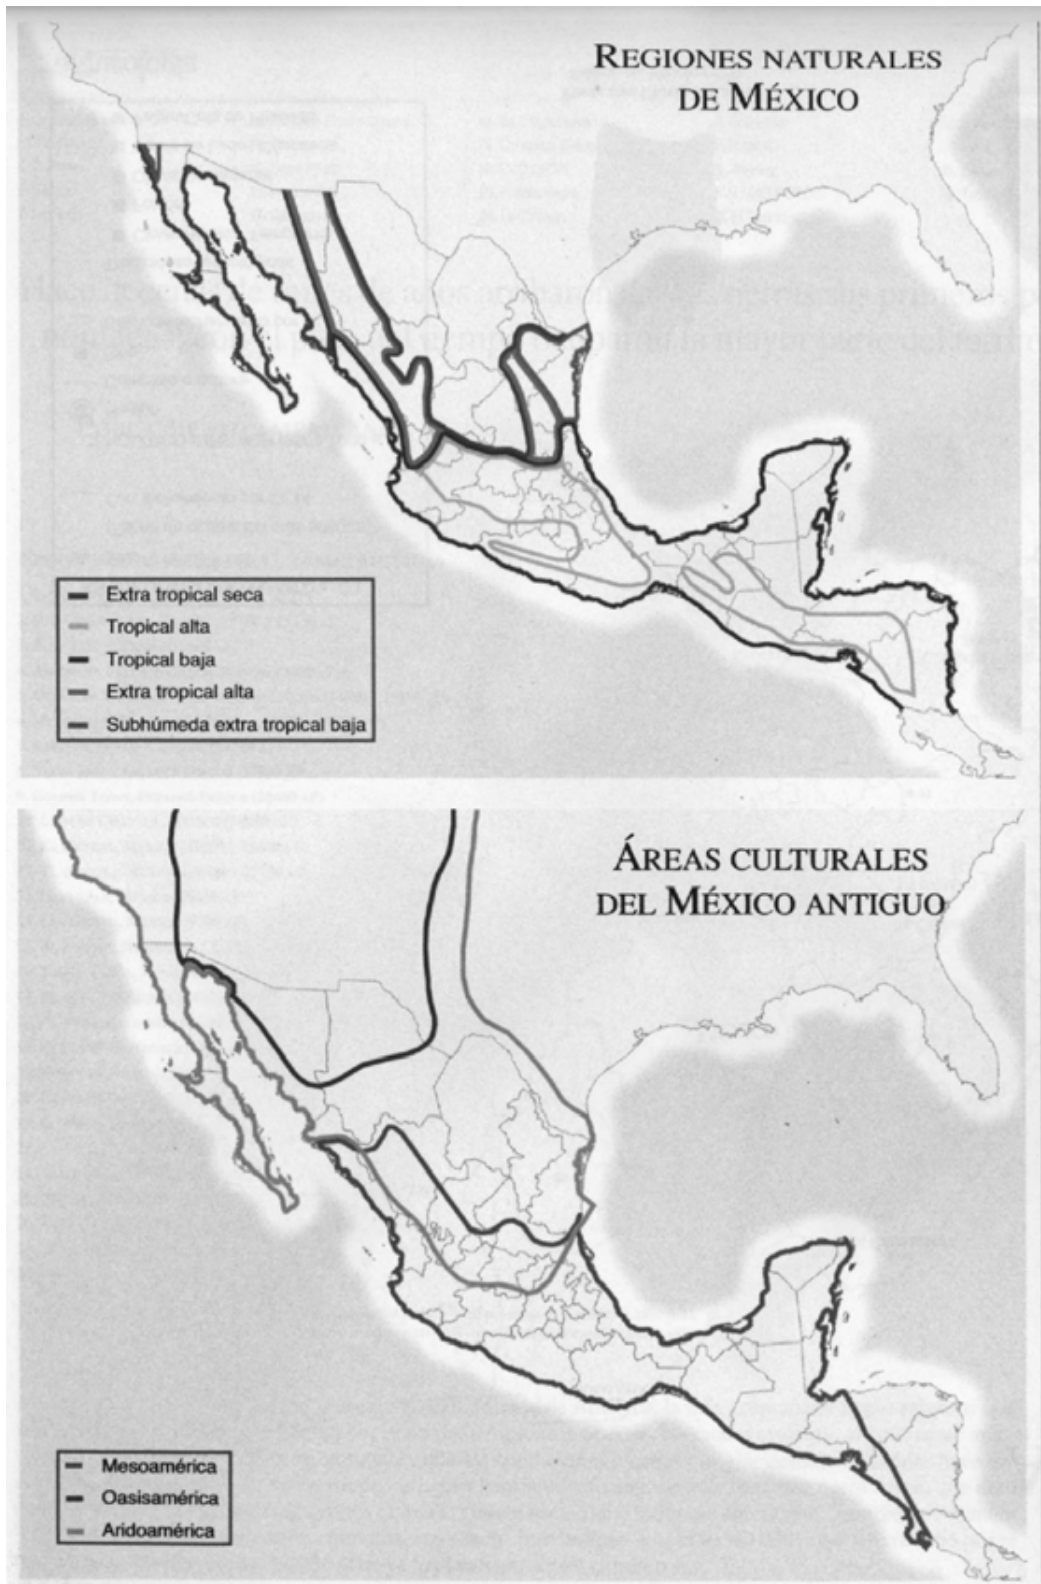 REGIONES NATURALES
DE MÉXICO
Extra tropical seca
Tropical alta
Tropical baja
Extra tropical alta
Subhúmeda extra tropical baja
ÁREAS CULTURALES
DEL MÉXICO ANTIGUO
Mesoamérica
Oasisamérica
Aridoamérica